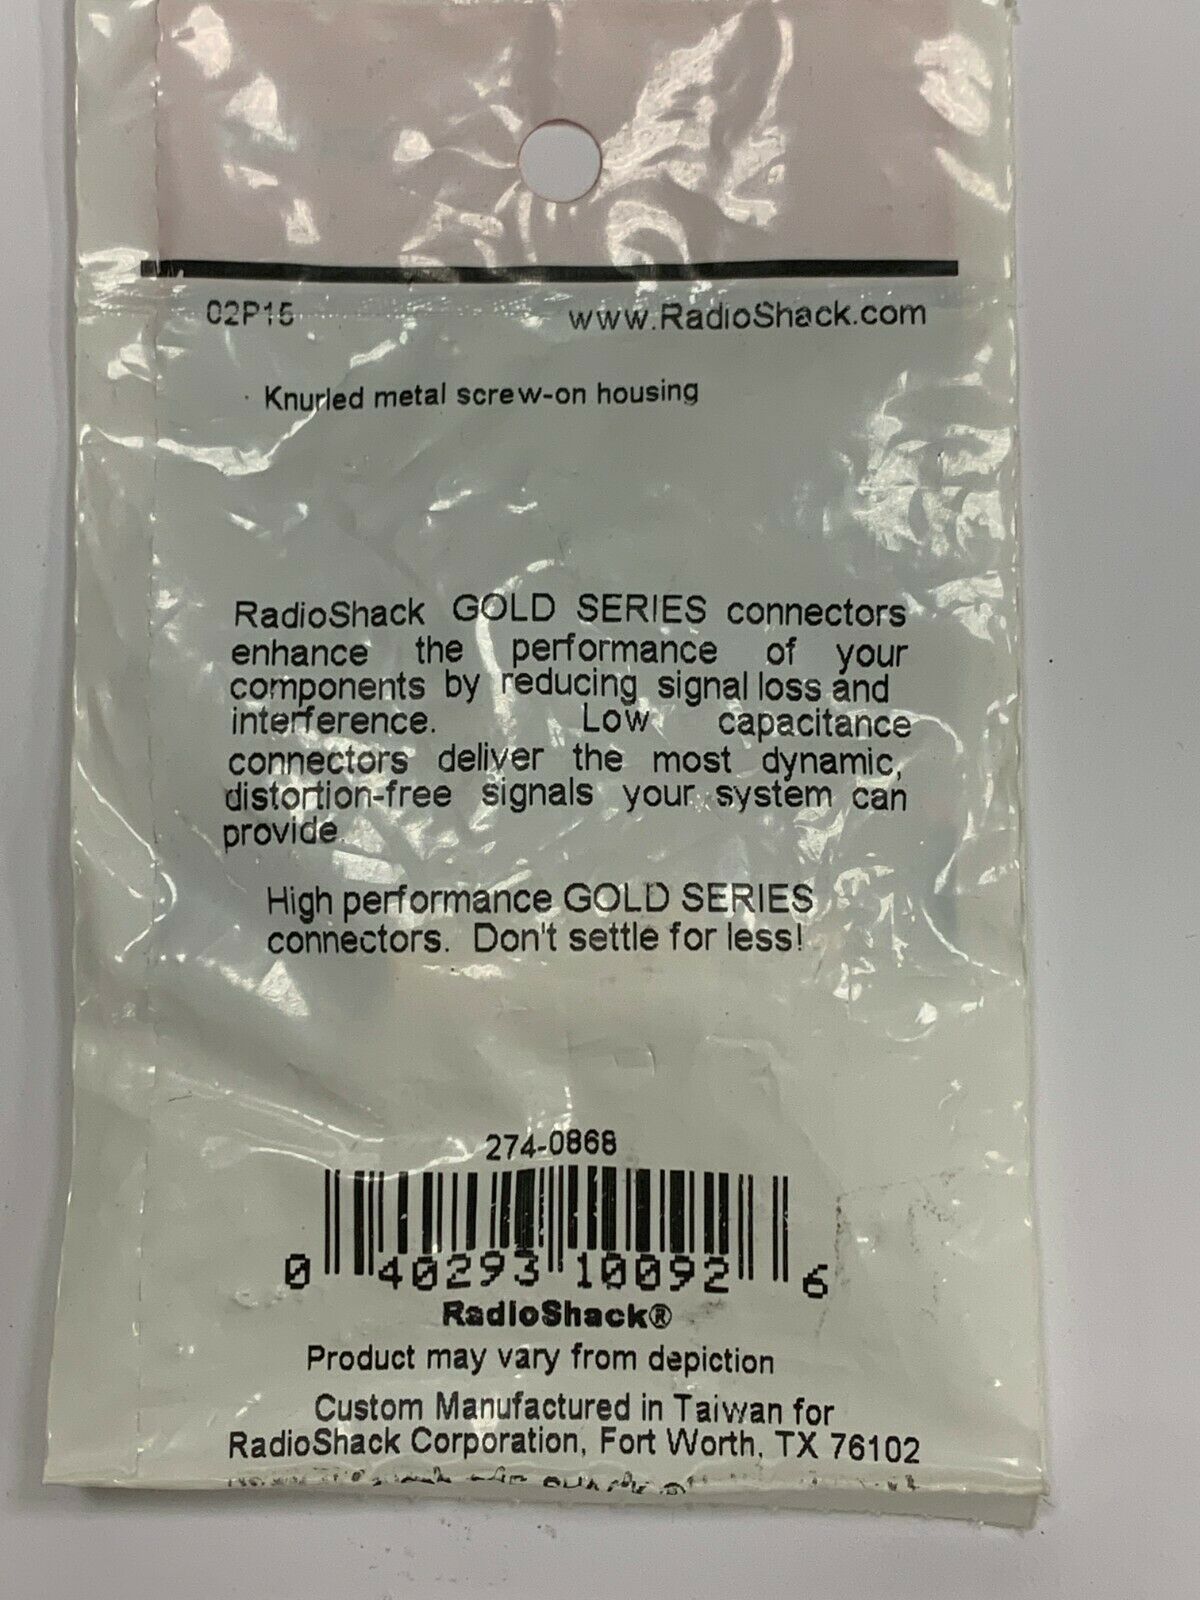 02P15
www.RadioShack.com
· Knurled metal screw-on housing
RadioShack GOLD SERIES connectors
enhance the performance of your
components by reducing signal loss and
interference. Low capacitance
connectors deliver the most dynamic,
distortion-free signals your system can
provide.
High performance GOLD SERIES
connectors. Don't settle for less!
274-0868
0 40293 10092 6
RadioShack®
Product may vary from depiction
Custom Manufactured in Taiwan for
RadioShack Corporation, Fort Worth, TX 76102